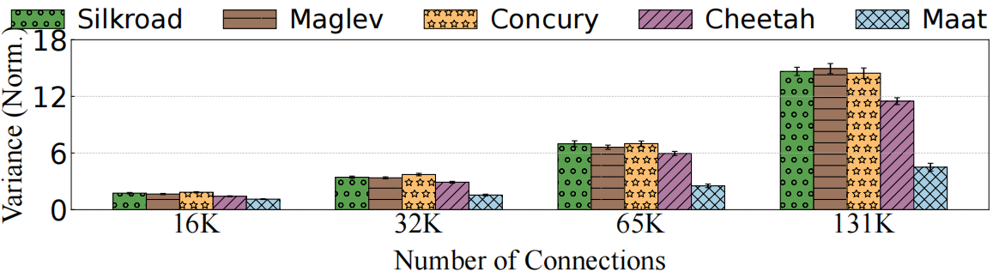 Silkroad Maglev Concury Cheetah Maat
Variance (Norm.)
18
12
6
0
16K 32K 65K 131K
Number of Connections